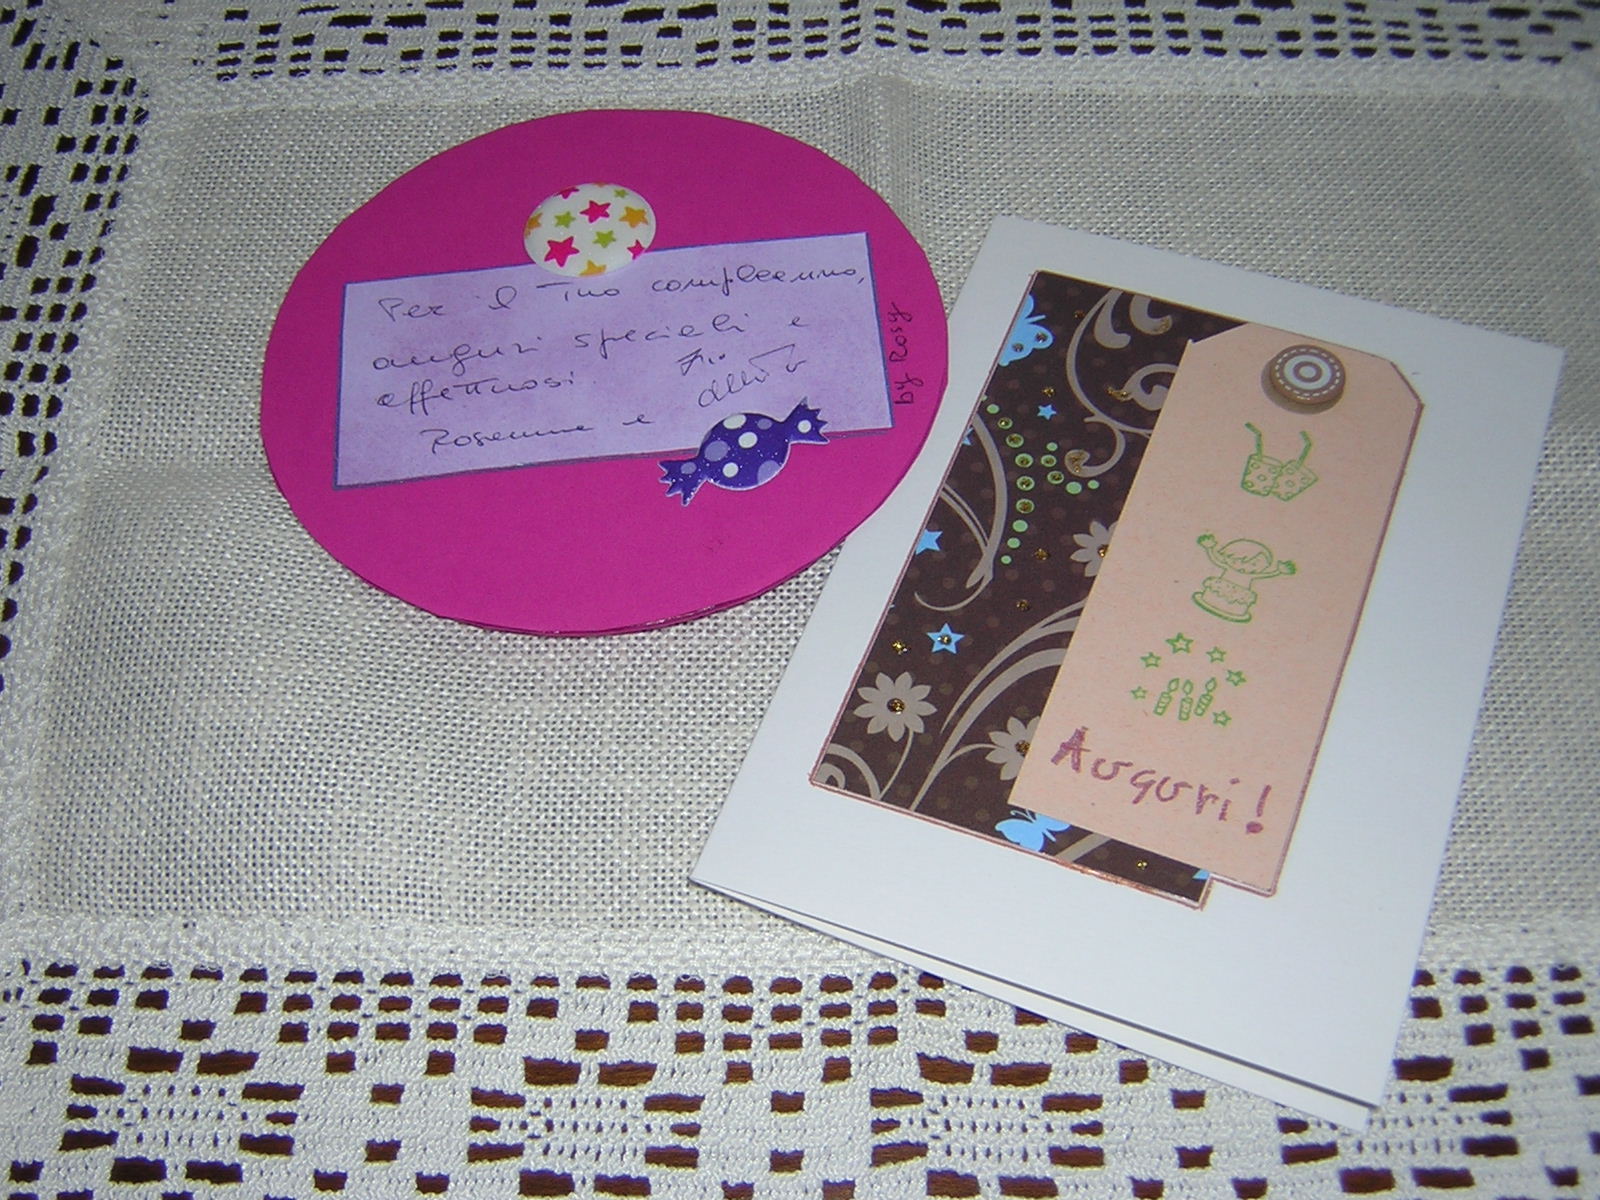 Per il Tuo compleanno,
auguri speciali e
affettuosi.
Rosanna e
by Rosy
Auguri!